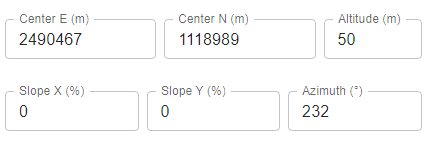 Center E (m) Center N (m) Altitude (m)
2490467 1118989 50
Slope X (%) Slope Y (%) Azimuth (°)
0 0 232